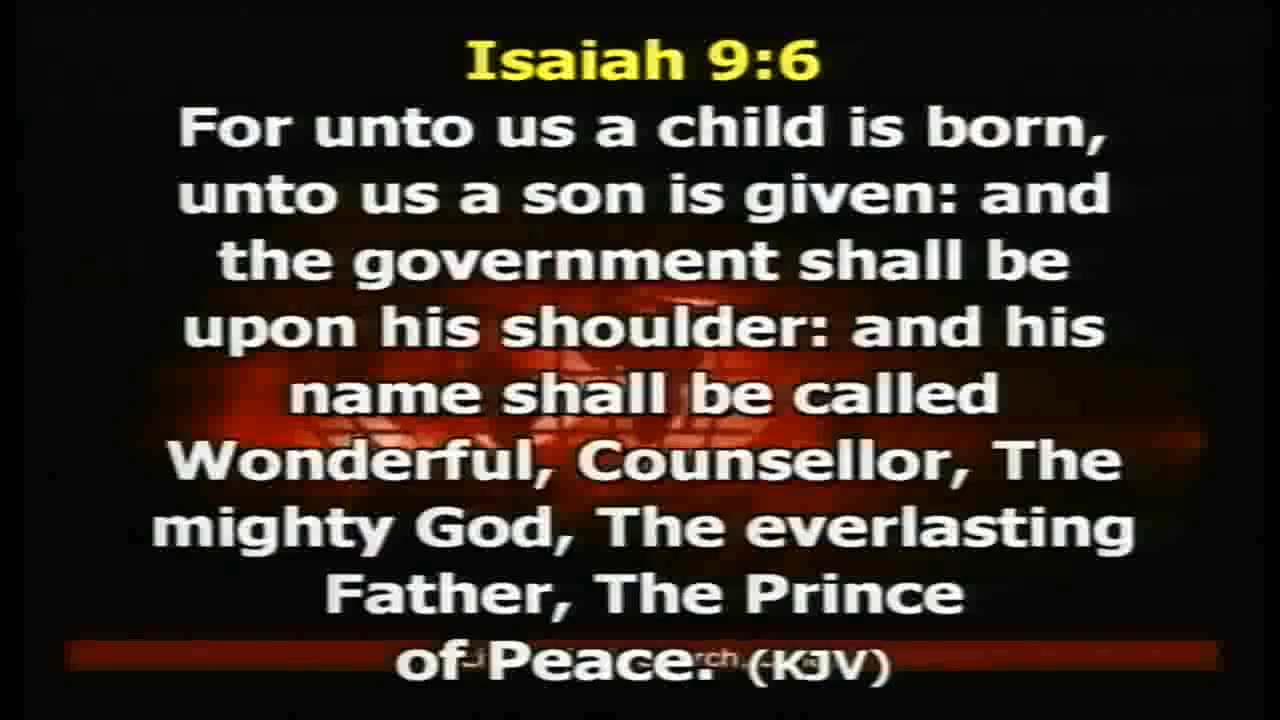 Isaiah 9:6
For unto us a child is born,
unto us a son is given: and
the government shall be
upon his shoulder: and his
name shall be called
Wonderful, Counsellor, The
mighty God, The everlasting
Father, The Prince
of Peace. (KJV)